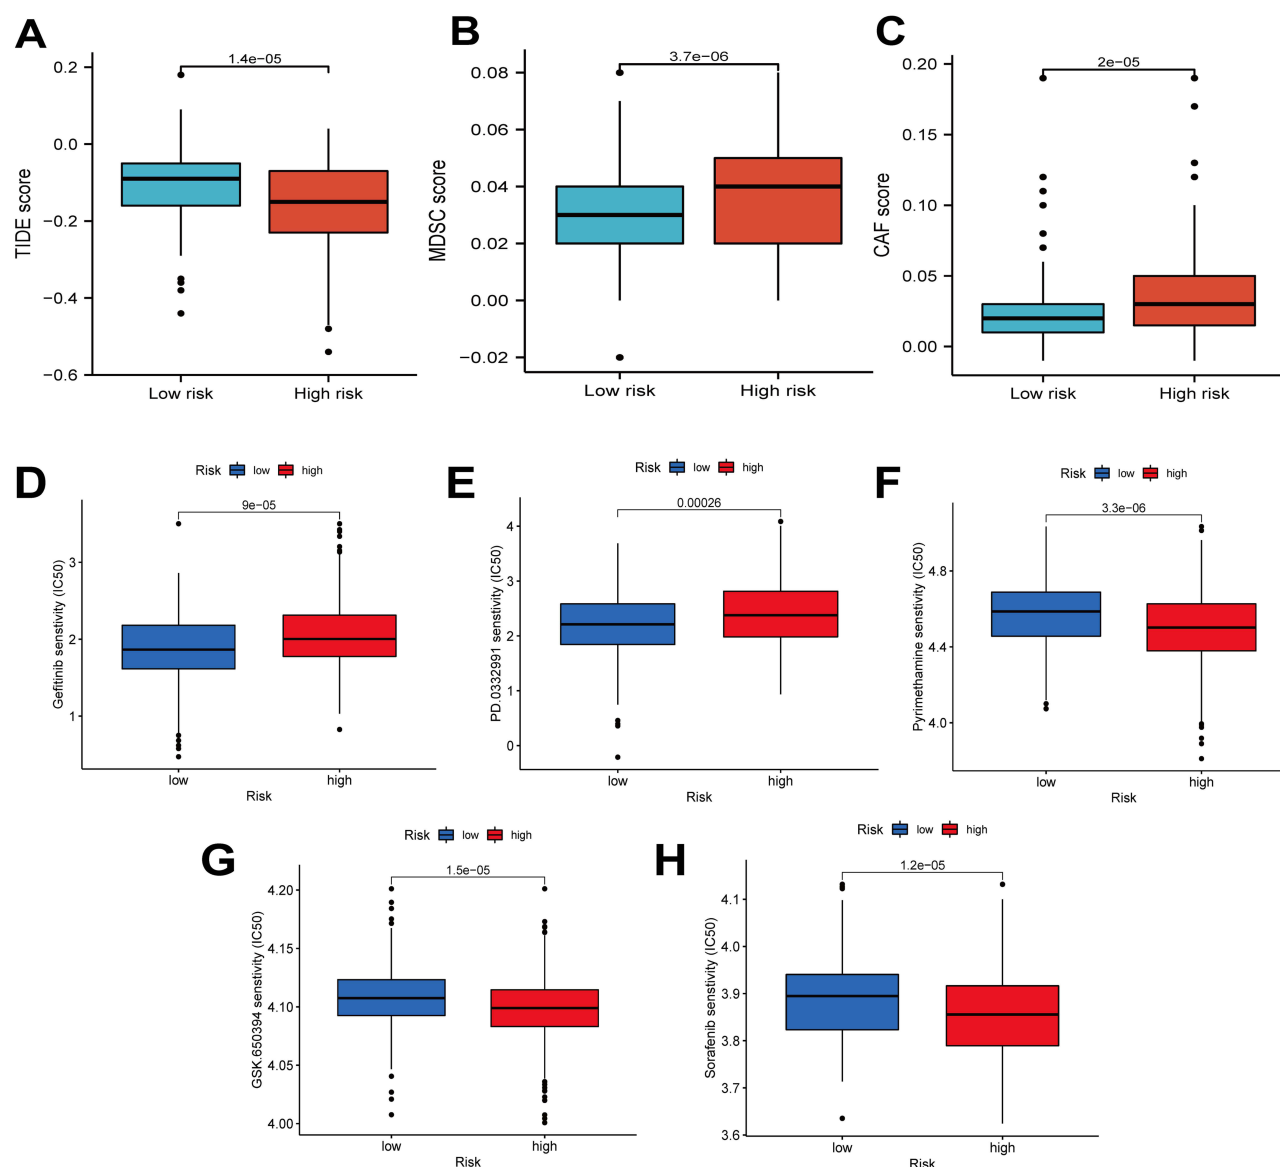 A
1.4e-05
TIDE score
0.2
0.0
−0.2
−0.4
−0.6
Low risk
High risk
B
3.7e-06
MDSC score
0.08
0.06
0.04
0.02
0.00
−0.02
Low risk
High risk
C
2e-05
CAF score
0.20
0.15
0.10
0.05
0.00
Low risk
High risk
D
Risk low high
9e-05
Gefitinib senstivity (IC50)
3
2
1
low
high
Risk
E
Risk low high
0.00026
PD.0332991 senstivity (IC50)
4
3
2
1
0
low
high
Risk
F
Risk low high
3.3e-06
Pyrimethamine senstivity (IC50)
4.8
4.4
4.0
low
high
Risk
G
Risk low high
1.5e-05
GSK.650394 senstivity (IC50)
4.20
4.15
4.10
4.05
4.00
low
high
Risk
H
Risk low high
1.2e-05
Sorafenib senstivity (IC50)
4.1
4.0
3.9
3.8
3.7
3.6
low
high
Risk